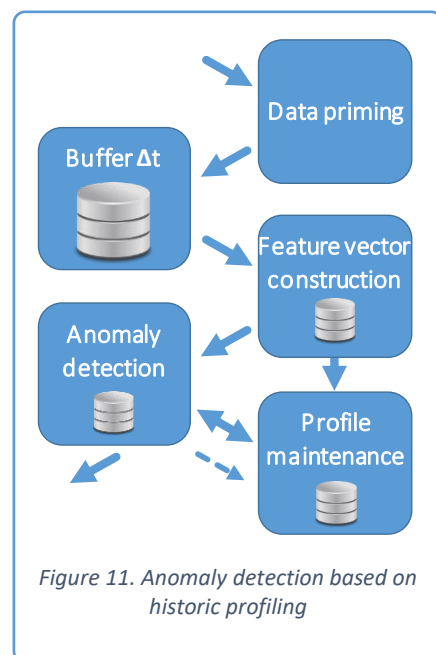 Data priming
Buffer Δt
Feature vector
construction
Anomaly
detection
Profile
maintenance
Figure 11. Anomaly detection based on
historic profiling